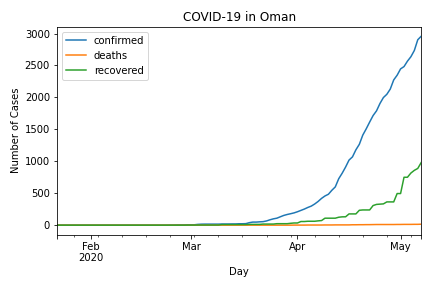 COVID-19 in Oman
confirmed
deaths
recovered
Number of Cases
3000
2500
2000
1500
1000
500
0
Feb
2020
Mar
Apr
May
Day